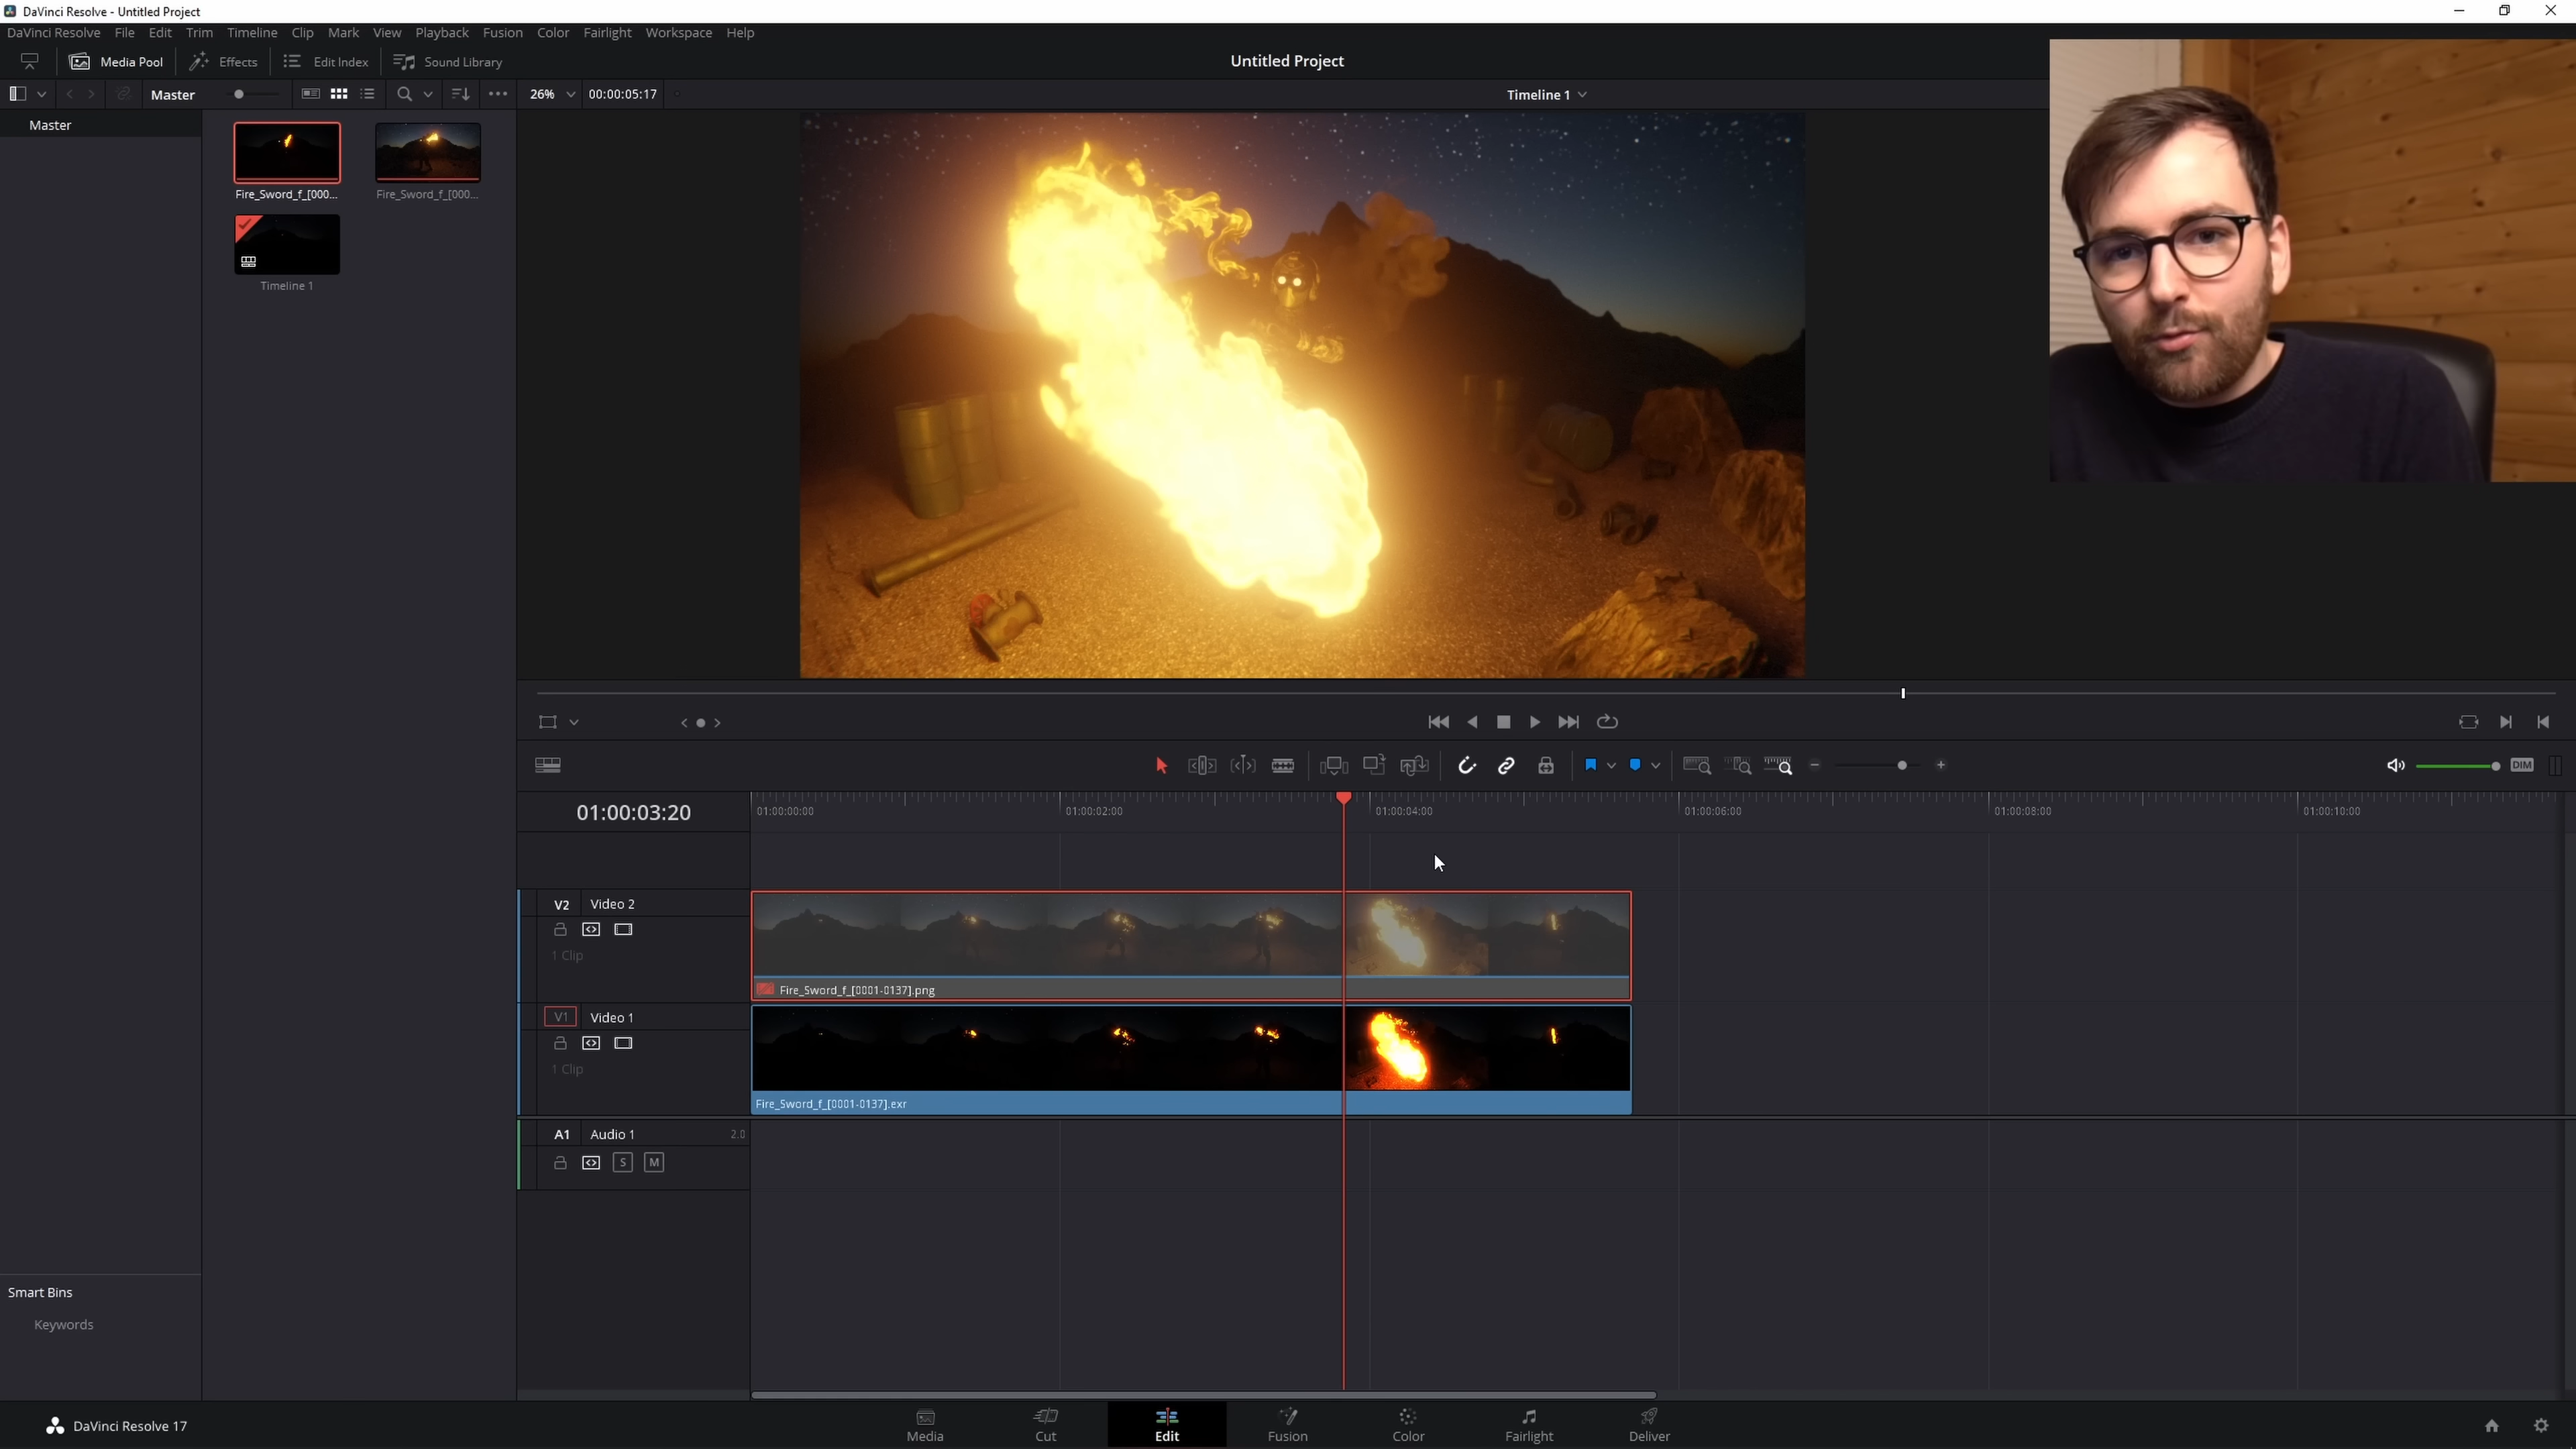 DaVinci Resolve - Untitled Project
DaVinci Resolve File Edit Trim Timeline Clip Mark View Playback Fusion Color Fairlight Workspace Help
Media Pool Effects Edit Index Sound Library
Untitled Project
Master
26% 00:00:05:17
Timeline 1
Master
Fire_Sword_f_[000...
Fire_Sword_f_[000...
Timeline 1
DIM
01:00:03:20
01:00:00:00
01:00:02:00
01:00:04:00
01:00:06:00
01:00:08:00
01:00:10:00
V2 Video 2
1 Clip
Fire_Sword_f_[0001-0137].png
V1 Video 1
1 Clip
Fire_Sword_f_[0001-0137].exr
A1 Audio 1 2.0
S M
Smart Bins
Keywords
DaVinci Resolve 17
Media
Cut
Edit
Fusion
Color
Fairlight
Deliver